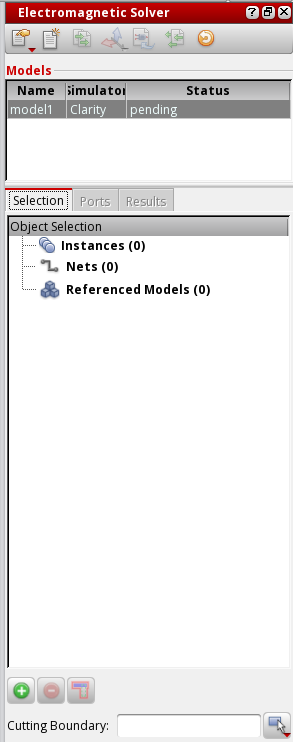 Electromagnetic Solver
Models
Name Simulator Status
model1 Clarity pending
Selection Ports Results
Object Selection
Instances (0)
Nets (0)
Referenced Models (0)
Cutting Boundary: